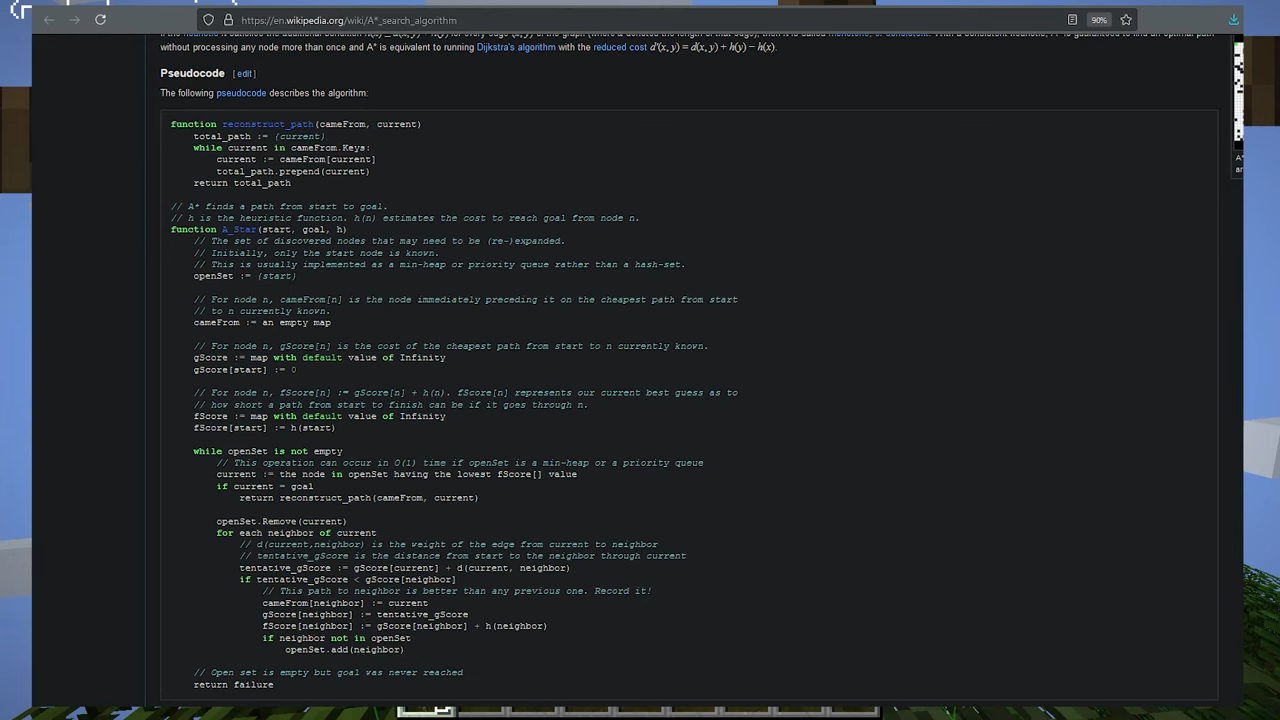 https://en.wikipedia.org/wiki/A*_search_algorithm
90%
without processing any node more than once and A* is equivalent to running Dijkstra's algorithm with the reduced cost d'(x, y) = d(x, y) + h(y) − h(x).
Pseudocode [edit]
The following pseudocode describes the algorithm:
function reconstruct_path(cameFrom, current)
total_path := {current}
while current in cameFrom.Keys:
current := cameFrom[current]
total_path.prepend(current)
return total_path
// A* finds a path from start to goal.
// h is the heuristic function. h(n) estimates the cost to reach goal from node n.
function A_Star(start, goal, h)
// The set of discovered nodes that may need to be (re-)expanded.
// Initially, only the start node is known.
// This is usually implemented as a min-heap or priority queue rather than a hash-set.
openSet := {start}
// For node n, cameFrom[n] is the node immediately preceding it on the cheapest path from start
// to n currently known.
cameFrom := an empty map
// For node n, gScore[n] is the cost of the cheapest path from start to n currently known.
gScore := map with default value of Infinity
gScore[start] := 0
// For node n, fScore[n] := gScore[n] + h(n). fScore[n] represents our current best guess as to
// how short a path from start to finish can be if it goes through n.
fScore := map with default value of Infinity
fScore[start] := h(start)
while openSet is not empty
// This operation can occur in O(1) time if openSet is a min-heap or a priority queue
current := the node in openSet having the lowest fScore[] value
if current = goal
return reconstruct_path(cameFrom, current)
openSet.Remove(current)
for each neighbor of current
// d(current,neighbor) is the weight of the edge from current to neighbor
// tentative_gScore is the distance from start to the neighbor through current
tentative_gScore := gScore[current] + d(current, neighbor)
if tentative_gScore < gScore[neighbor]
// This path to neighbor is better than any previous one. Record it!
cameFrom[neighbor] := current
gScore[neighbor] := tentative_gScore
fScore[neighbor] := gScore[neighbor] + h(neighbor)
if neighbor not in openSet
openSet.add(neighbor)
// Open set is empty but goal was never reached
return failure